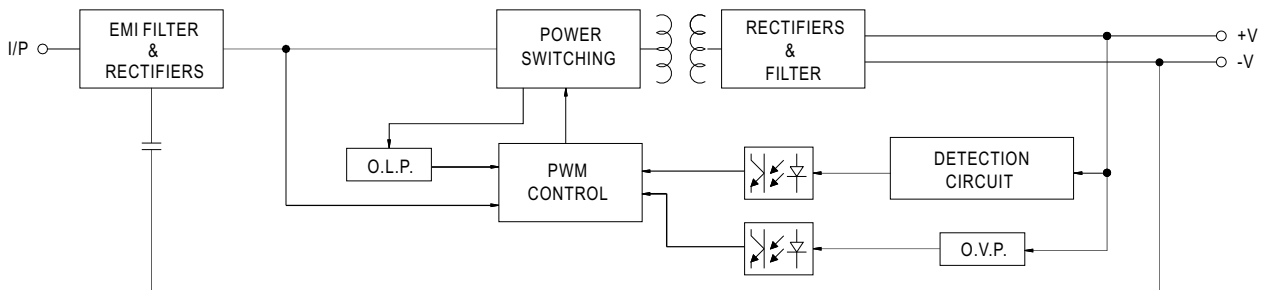 I/P
EMI FILTER
&
RECTIFIERS
POWER
SWITCHING
RECTIFIERS
&
FILTER
+V
-V
O.L.P.
PWM
CONTROL
DETECTION
CIRCUIT
O.V.P.